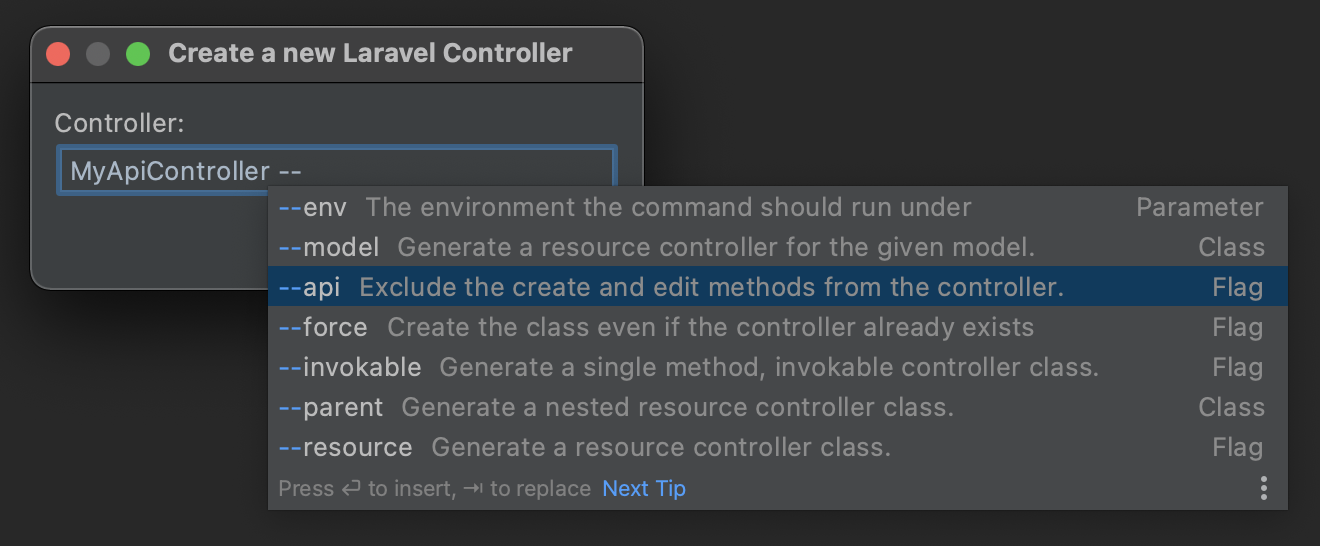 Create a new Laravel Controller
Controller:
MyApiController --
--env The environment the command should run under Parameter
--model Generate a resource controller for the given model. Class
--api Exclude the create and edit methods from the controller. Flag
--force Create the class even if the controller already exists Flag
--invokable Generate a single method, invokable controller class. Flag
--parent Generate a nested resource controller class. Class
--resource Generate a resource controller class. Flag
Press ⏎ to insert, ⇥ to replace Next Tip